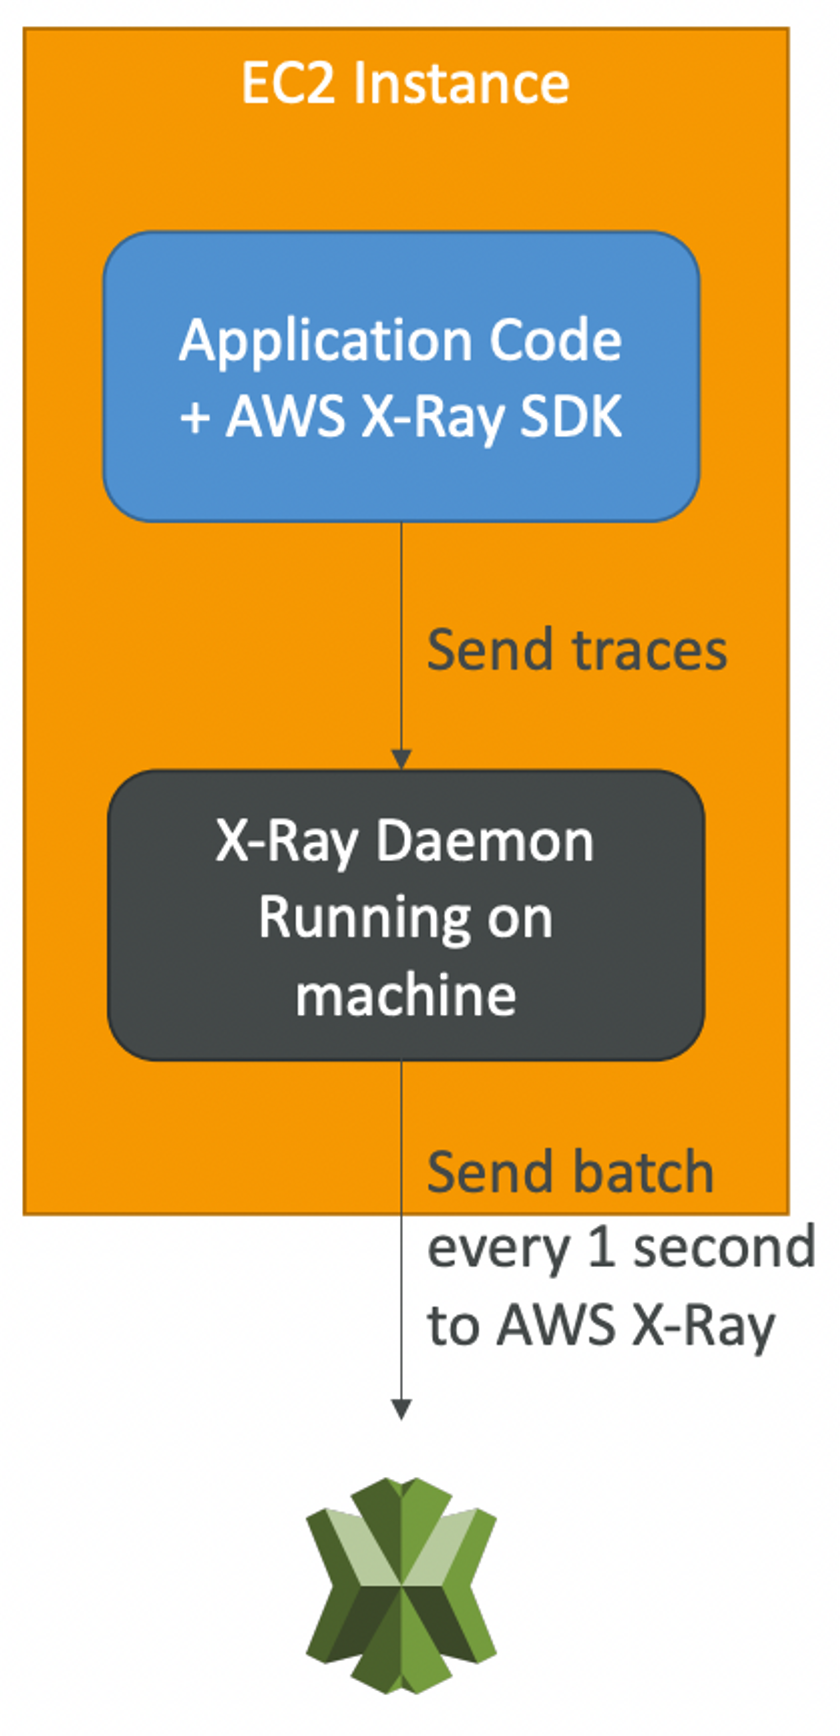 EC2 Instance
Application Code
+ AWS X-Ray SDK
Send traces
X-Ray Daemon
Running on
machine
Send batch
every 1 second
to AWS X-Ray